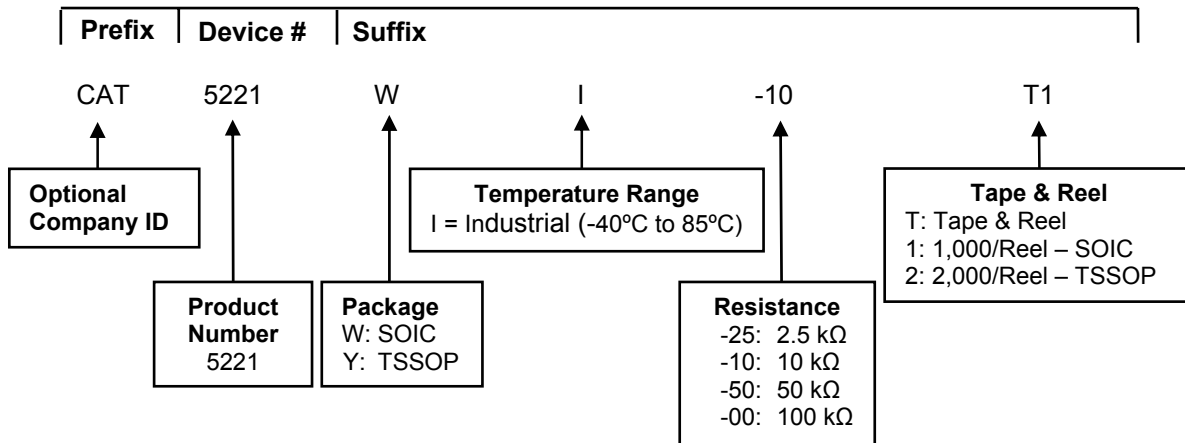 Prefix Device # Suffix
CAT 5221 W I -10 T1
Optional
Company ID
Product
Number
5221
Package
W: SOIC
Y: TSSOP
Temperature Range
I = Industrial (-40ºC to 85ºC)
Resistance
-25: 2.5 kΩ
-10: 10 kΩ
-50: 50 kΩ
-00: 100 kΩ
Tape & Reel
T: Tape & Reel
1: 1,000/Reel – SOIC
2: 2,000/Reel – TSSOP